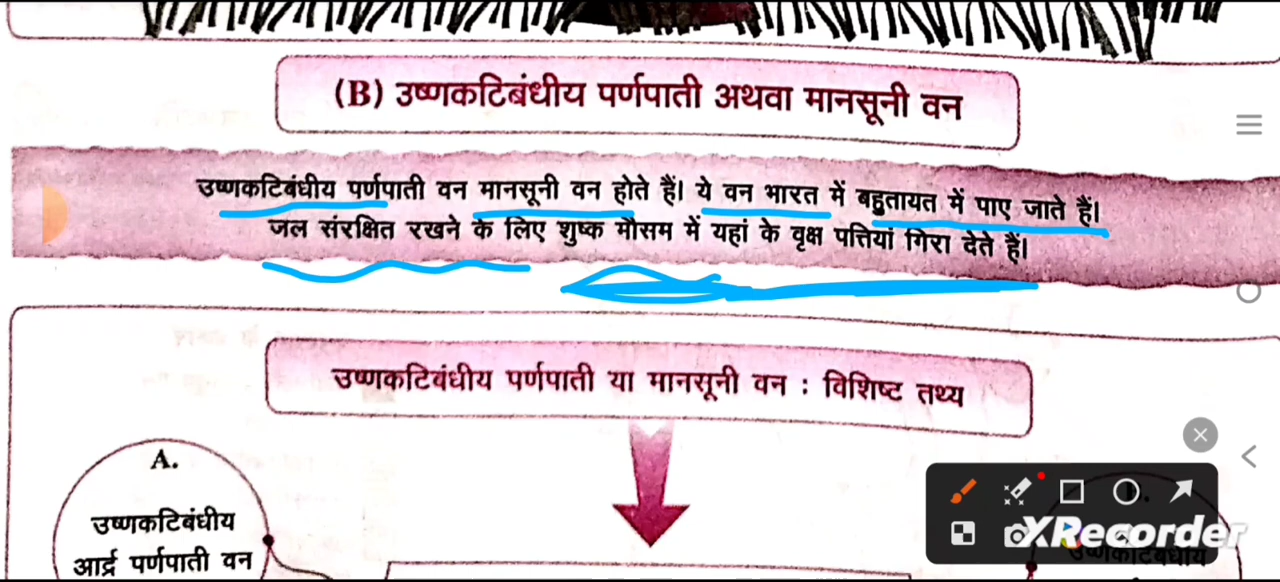 (B) उष्णकटिबंधीय पर्णपाती अथवा मानसूनी वन
उष्णकटिबंधीय पर्णपाती वन मानसूनी वन होते हैं। ये वन भारत में बहुतायत में पाए जाते हैं।
जल संरक्षित रखने के लिए शुष्क मौसम में यहां के वृक्ष पत्तियां गिरा देते हैं।
उष्णकटिबंधीय पर्णपाती या मानसूनी वन : विशिष्ट तथ्य
A.
उष्णकटिबंधीय
आर्द्र पर्णपाती वन
XRecorder